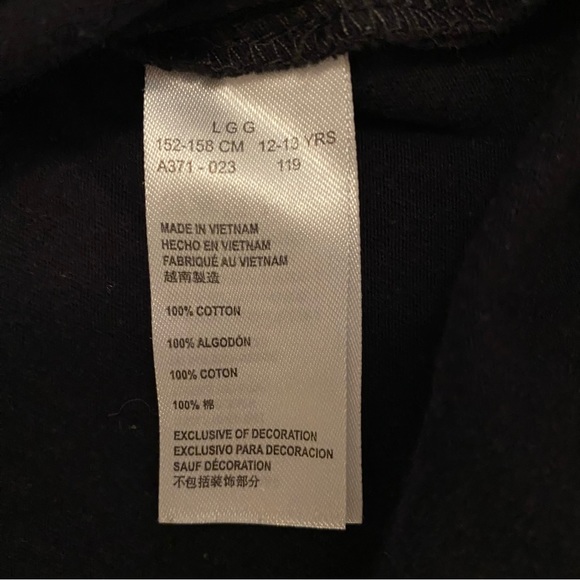 L G G
152-158 CM 12-13 YRS
A371 - 023 119
MADE IN VIETNAM
HECHO EN VIETNAM
FABRIQUÉ AU VIETNAM
越南製造
100% COTTON
100% ALGODÓN
100% COTON
100% 棉
EXCLUSIVE OF DECORATION
EXCLUSIVO PARA DECORACION
SAUF DÉCORATION
不包括装饰部分